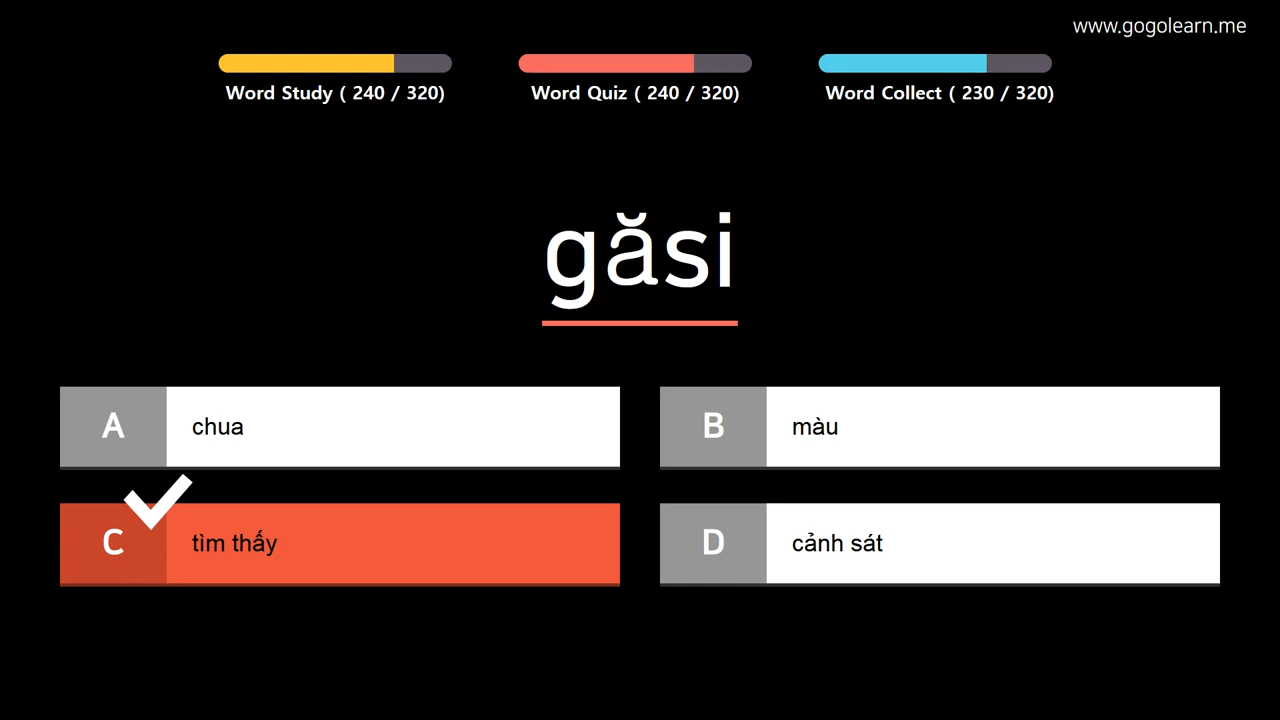 www.gogolearn.me
Word Study ( 240 / 320)
Word Quiz ( 240 / 320)
Word Collect ( 230 / 320)
găsi
A chua
B màu
C tìm thấy
D cảnh sát